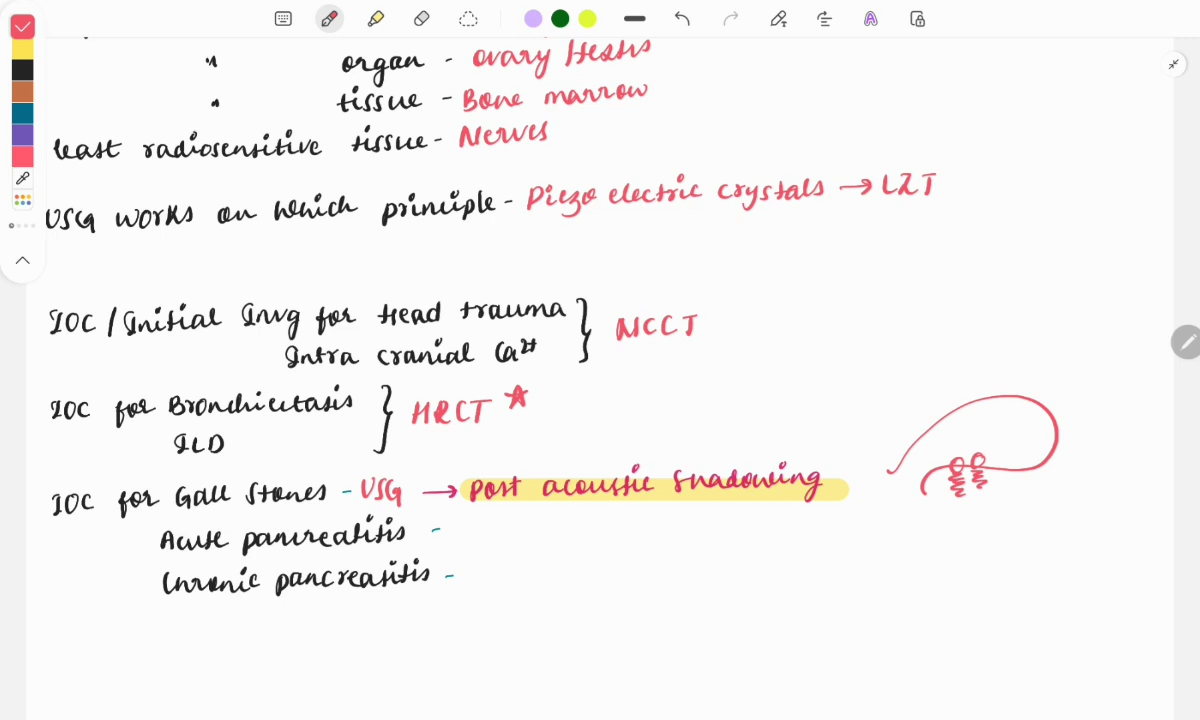 " organ - ovary, testis
" tissue - Bone marrow
least radiosensitive tissue - Nerves
USG works on which principle - Piezo electric crystals → LZT
IOC / Initial Invg for Head trauma } NCCT
Intra cranial Ca²⁺
IOC for Bronchiectasis } HRCT ☆
ILD
IOC for Gall stones - USG → Post acoustic shadowing
Acute pancreatitis -
Chronic pancreatitis -